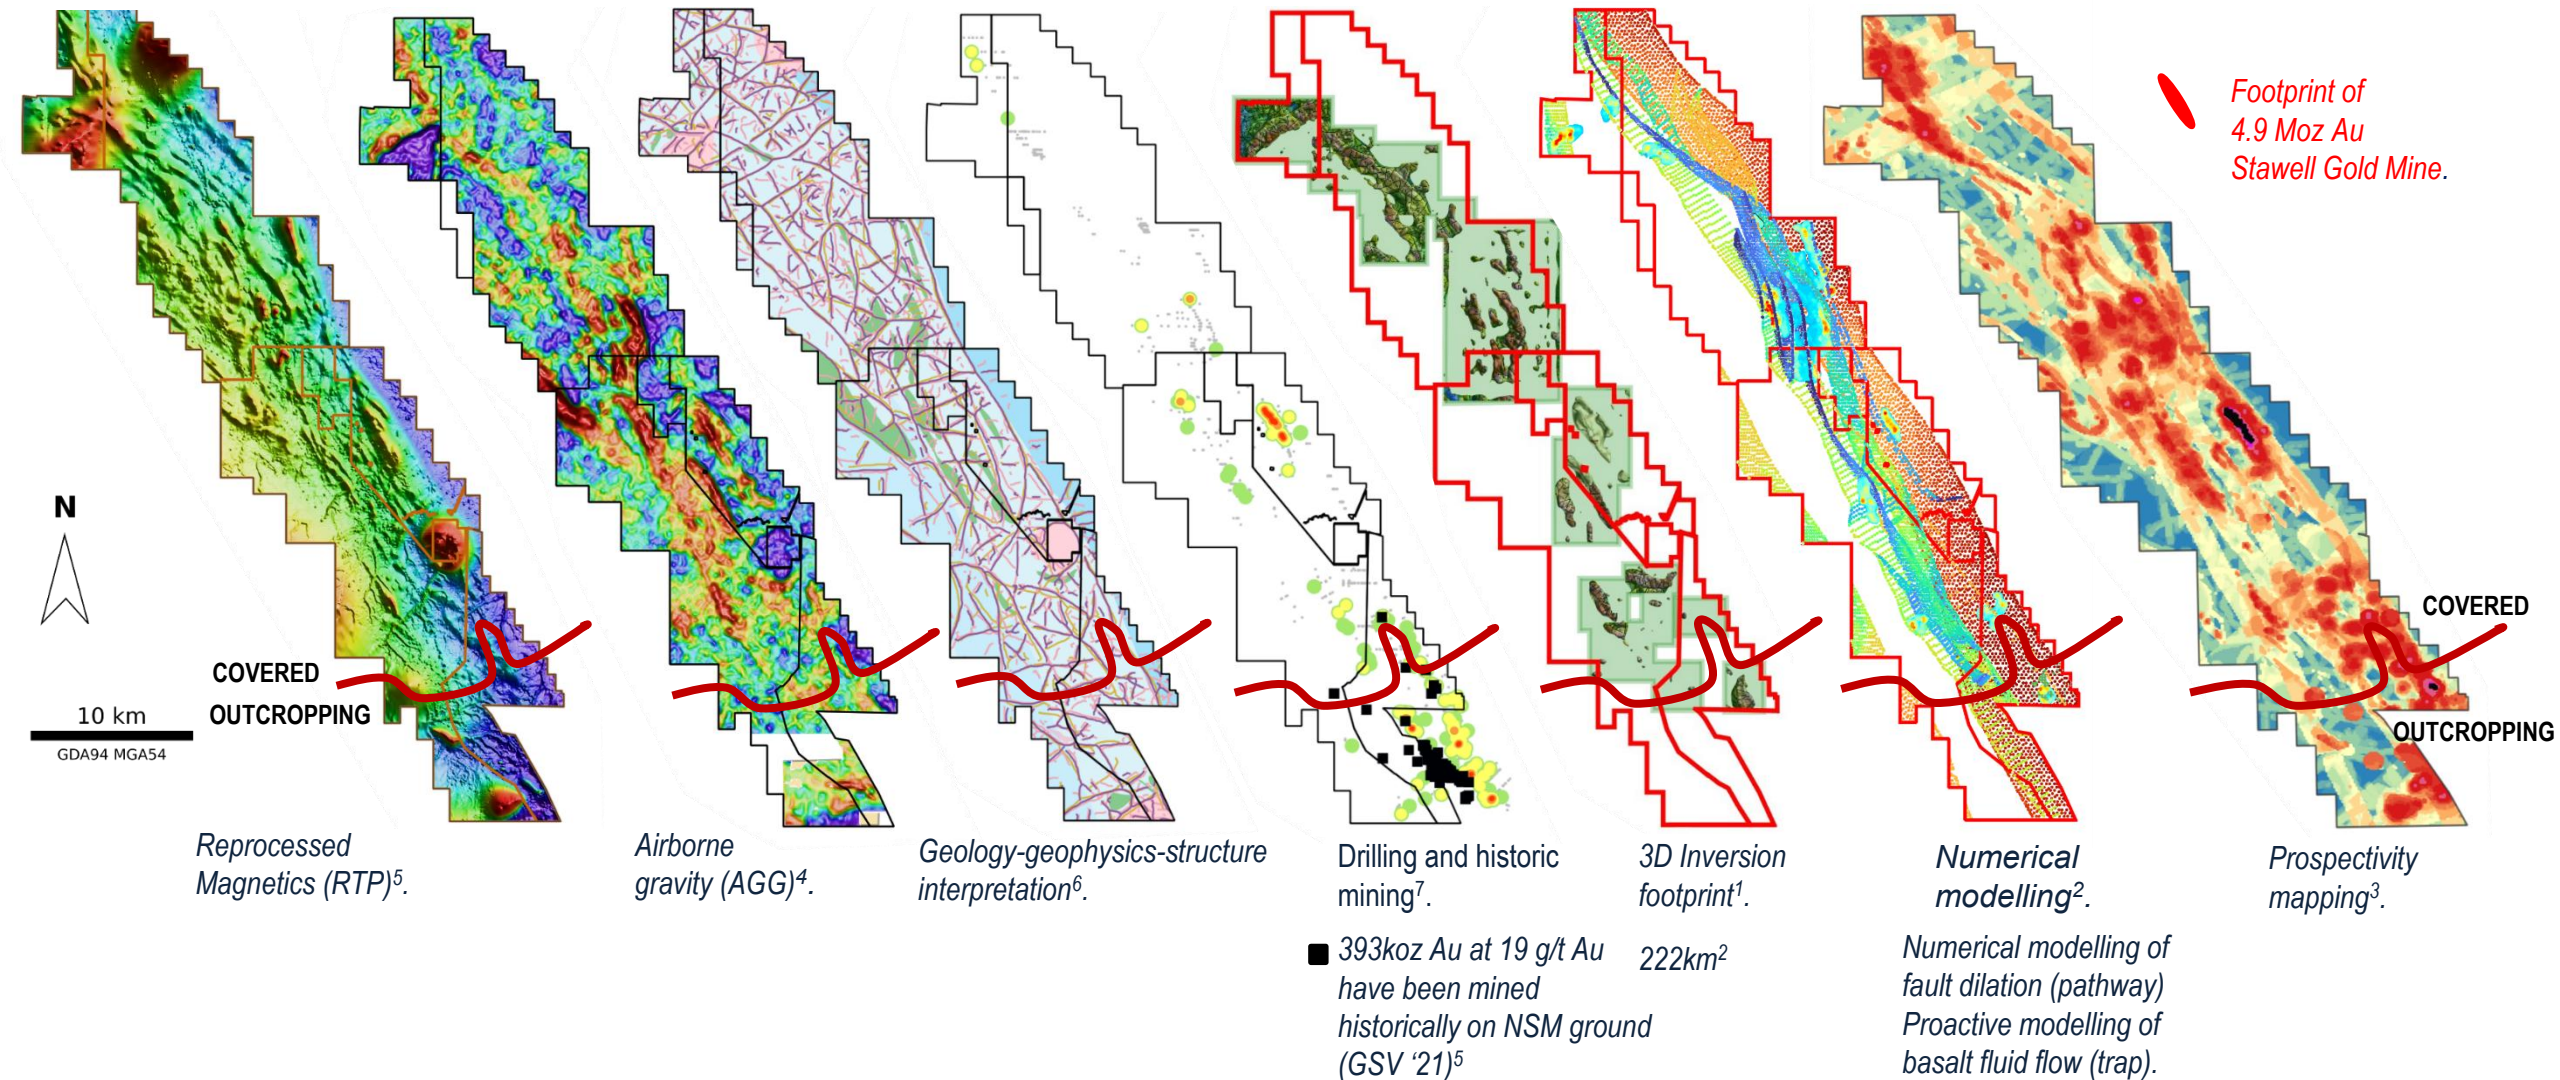 Footprint of
4.9 Moz Au
Stawell Gold Mine.
N
COVERED
OUTCROPPING
10 km
GDA94 MGA54
COVERED
OUTCROPPING
Reprocessed
Magnetics (RTP)⁵.
Airborne
gravity (AGG)⁴.
Geology-geophysics-structure
interpretation⁶.
Drilling and historic
mining⁷.
393koz Au at 19 g/t Au
have been mined
historically on NSM ground
(GSV ‘21)⁵
3D Inversion
footprint¹.
222km²
Numerical
modelling².
Numerical modelling of
fault dilation (pathway)
Proactive modelling of
basalt fluid flow (trap).
Prospectivity
mapping³.